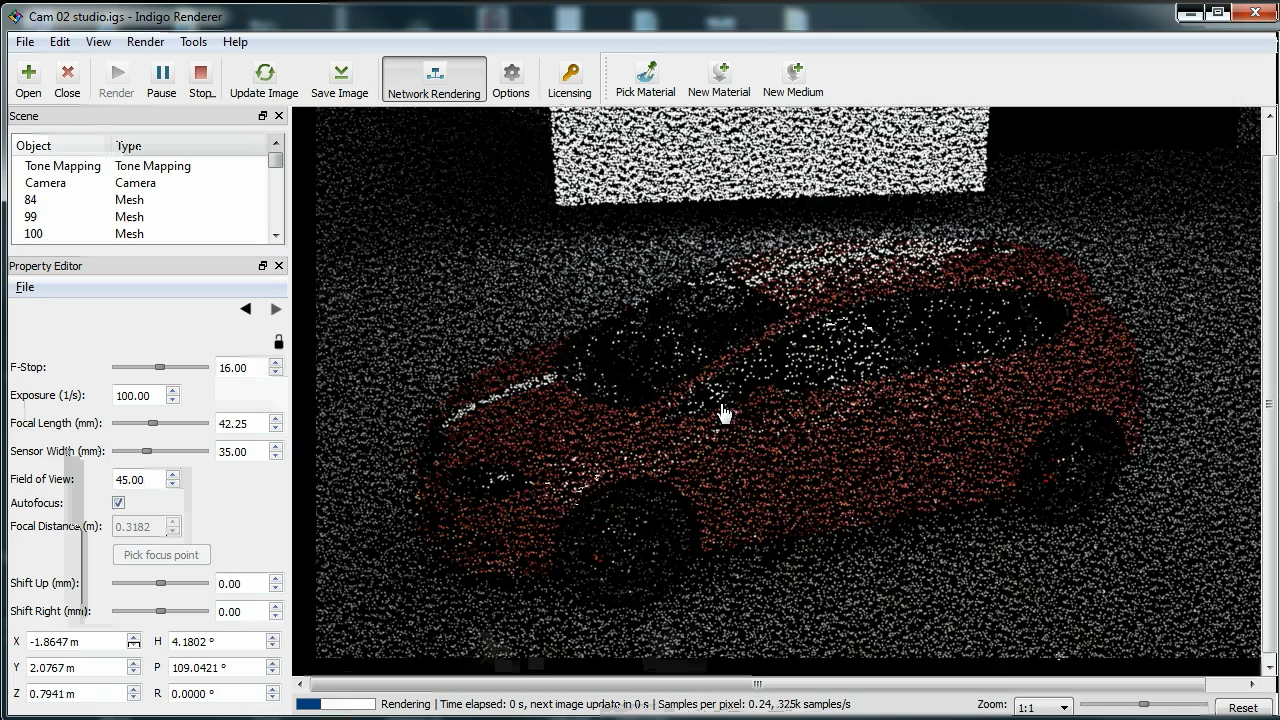 Cam 02 studio.igs - Indigo Renderer
File Edit View Render Tools Help
Open Close Render Pause Stop.. Update Image Save Image Network Rendering Options Licensing Pick Material New Material New Medium
Scene
Object Type
Tone Mapping Tone Mapping
Camera Camera
84 Mesh
99 Mesh
100 Mesh
Property Editor
File
F-Stop: 16.00
Exposure (1/s): 100.00
Focal Length (mm): 42.25
Sensor Width (mm): 35.00
Field of View: 45.00
Autofocus:
Focal Distance (m): 0.3182
Pick focus point
Shift Up (mm): 0.00
Shift Right (mm): 0.00
X -1.8647 m H 4.1802 °
Y 2.0767 m P 109.0421 °
Z 0.7941 m R 0.0000 °
Rendering | Time elapsed: 0 s, next image update in 0 s | Samples per pixel: 0.24, 325k samples/s Zoom: 1:1 Reset